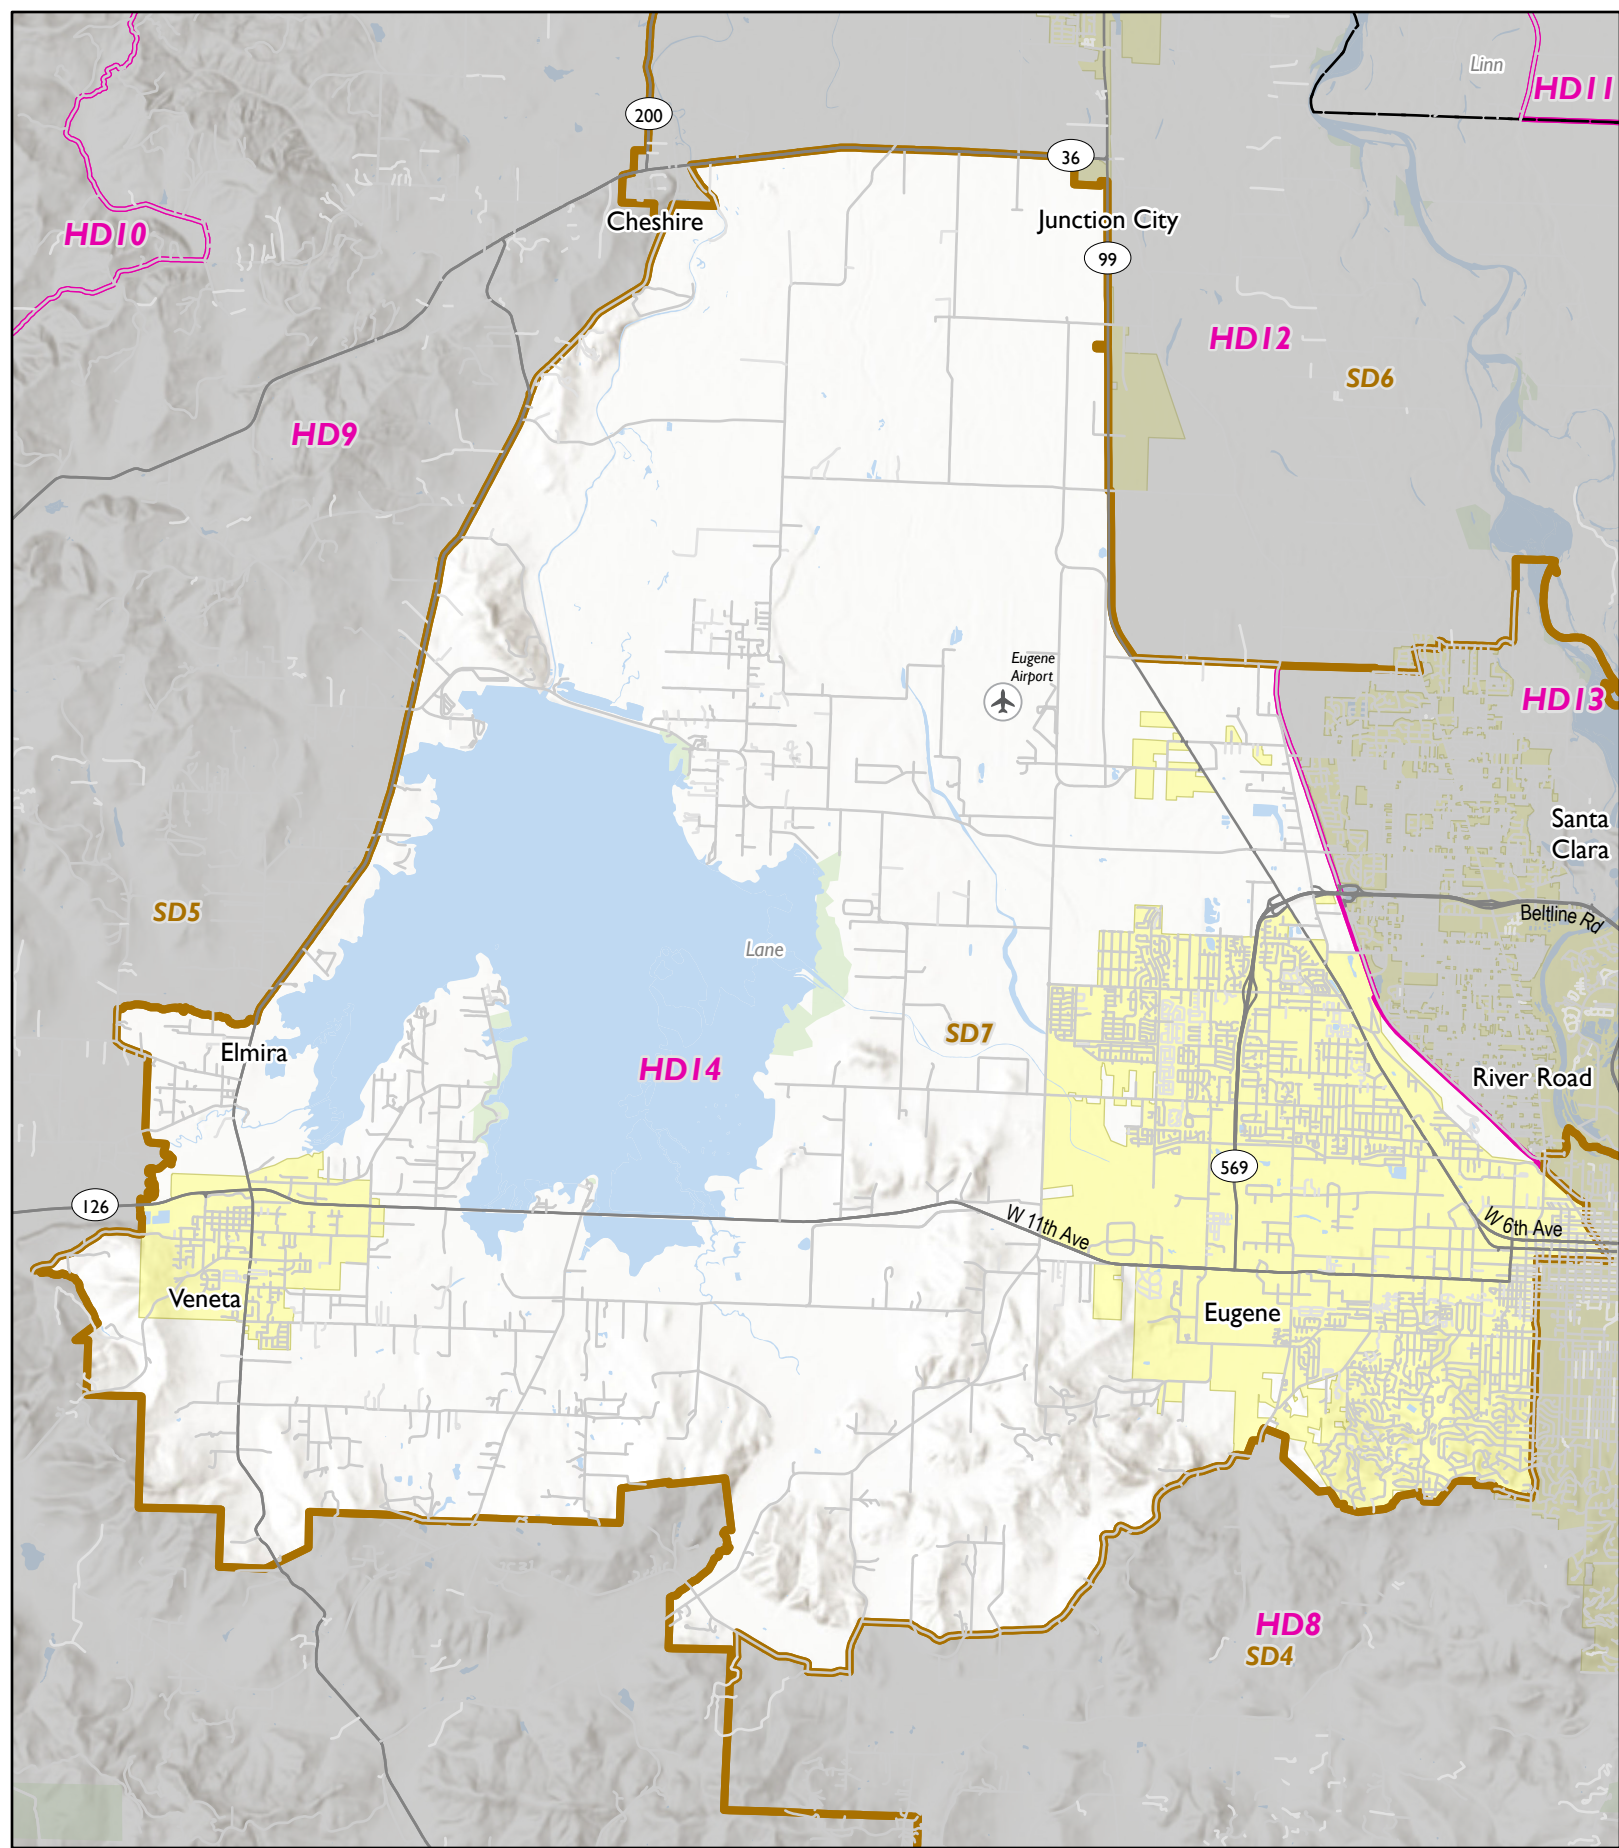 Linn
HD11
200
36
Cheshire
Junction City
HD10
99
HD12
SD6
HD9
Eugene
Airport
HD13
Santa
Clara
SD5
Beltline Rd
Lane
SD7
Elmira
HD14
River Road
569
126
W 11th Ave
W 6th Ave
Veneta
Eugene
HD8
SD4